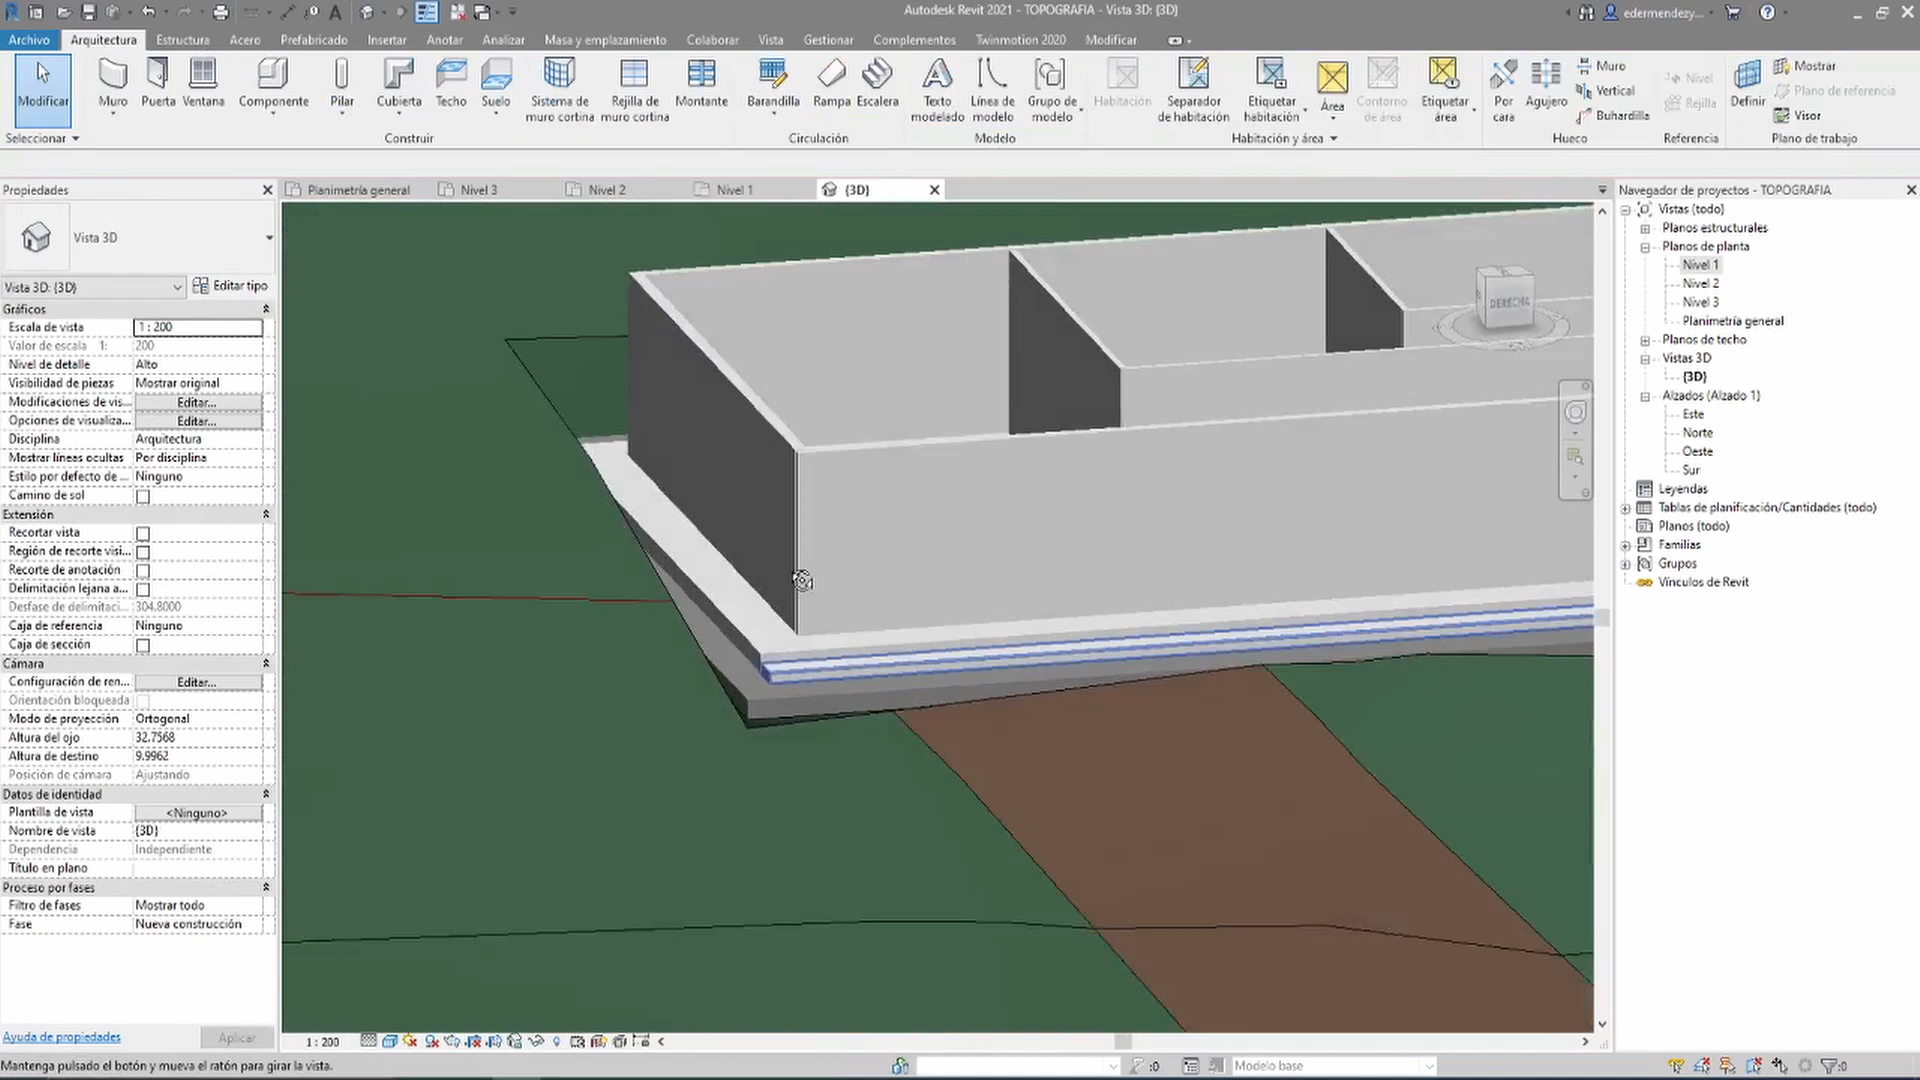 Autodesk Revit 2021 - TOPOGRAFIA - Vista 3D: {3D}
edermendezy...
Archivo
Arquitectura
Estructura
Acero
Prefabricado
Insertar
Anotar
Analizar
Masa y emplazamiento
Colaborar
Vista
Gestionar
Complementos
Twinmotion 2020
Modificar
Modificar
Muro
Puerta
Ventana
Componente
Pilar
Cubierta
Techo
Suelo
Sistema de muro cortina
Rejilla de muro cortina
Montante
Barandilla
Rampa
Escalera
Texto modelado
Línea de modelo
Grupo de modelo
Habitación
Separador de habitación
Etiquetar habitación
Área
Contorno de área
Etiquetar área
Por cara
Agujero
Muro
Vertical
Buhardilla
Nivel
Rejilla
Definir
Mostrar
Plano de referencia
Visor
Seleccionar
Construir
Circulación
Modelo
Habitación y área
Hueco
Referencia
Plano de trabajo
Propiedades
Planimetría general
Nivel 3
Nivel 2
Nivel 1
{3D}
Vista 3D
Vista 3D: {3D}
Editar tipo
Gráficos
Escala de vista 1 : 200
Valor de escala 1: 200
Nivel de detalle Alto
Visibilidad de piezas Mostrar original
Modificaciones de vis... Editar...
Opciones de visualiza... Editar...
Disciplina Arquitectura
Mostrar líneas ocultas Por disciplina
Estilo por defecto de ... Ninguno
Camino de sol
Extensión
Recortar vista
Región de recorte visi...
Recorte de anotación
Delimitación lejana a...
Desfase de delimitaci... 304.8000
Caja de referencia Ninguno
Caja de sección
Cámara
Configuración de ren... Editar...
Orientación bloqueada
Modo de proyección Ortogonal
Altura del ojo 32.7568
Altura de destino 9.9962
Posición de cámara Ajustando
Datos de identidad
Plantilla de vista <Ninguno>
Nombre de vista {3D}
Dependencia Independiente
Título en plano
Proceso por fases
Filtro de fases Mostrar todo
Fase Nueva construcción
Ayuda de propiedades
Aplicar
DERECHA
Navegador de proyectos - TOPOGRAFIA
Vistas (todo)
Planos estructurales
Planos de planta
Nivel 1
Nivel 2
Nivel 3
Planimetría general
Planos de techo
Vistas 3D
{3D}
Alzados (Alzado 1)
Este
Norte
Oeste
Sur
Leyendas
Tablas de planificación/Cantidades (todo)
Planos (todo)
Familias
Grupos
Vínculos de Revit
1 : 200
Mantenga pulsado el botón y mueva el ratón para girar la vista.
:0
Modelo base
:0